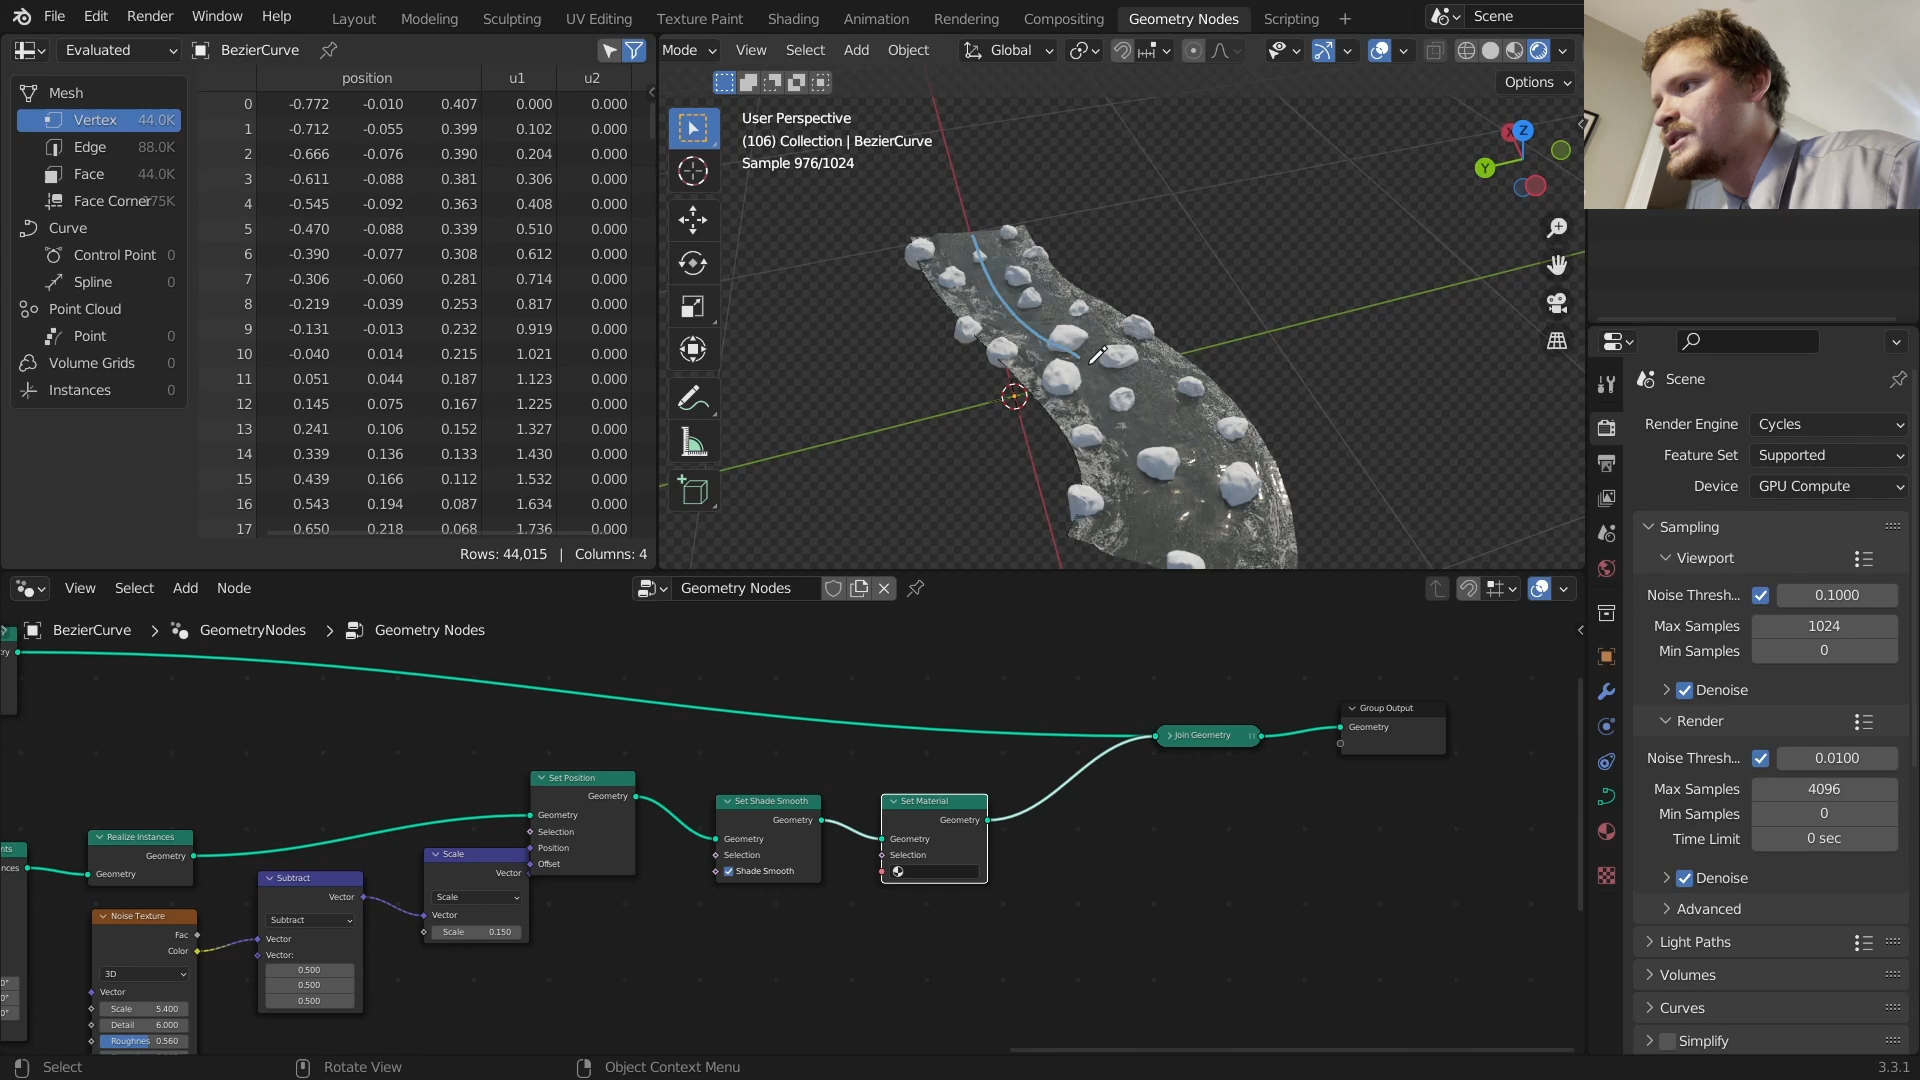 File Edit Render Window Help
Layout Modeling Sculpting UV Editing Texture Paint Shading Animation Rendering Compositing Geometry Nodes Scripting
Scene
Evaluated BezierCurve
Mode View Select Add Object Global
Options
position u1 u2
Mesh
Vertex 44.0K
Edge 88.0K
Face 44.0K
Face Corner 75K
Curve
Control Point 0
Spline 0
Point Cloud
Point 0
Volume Grids 0
Instances 0
0 -0.772 -0.010 0.407 0.000 0.000
1 -0.712 -0.055 0.399 0.102 0.000
2 -0.666 -0.076 0.390 0.204 0.000
3 -0.611 -0.088 0.381 0.306 0.000
4 -0.545 -0.092 0.363 0.408 0.000
5 -0.470 -0.088 0.339 0.510 0.000
6 -0.390 -0.077 0.308 0.612 0.000
7 -0.306 -0.060 0.281 0.714 0.000
8 -0.219 -0.039 0.253 0.817 0.000
9 -0.131 -0.013 0.232 0.919 0.000
10 -0.040 0.014 0.215 1.021 0.000
11 0.051 0.044 0.187 1.123 0.000
12 0.145 0.075 0.167 1.225 0.000
13 0.241 0.106 0.152 1.327 0.000
14 0.339 0.136 0.133 1.430 0.000
15 0.439 0.166 0.112 1.532 0.000
16 0.543 0.194 0.087 1.634 0.000
17 0.650 0.218 0.068 1.736 0.000
Rows: 44,015 | Columns: 4
User Perspective
(106) Collection | BezierCurve
Sample 976/1024
X
Y
Z
Scene
Render Engine Cycles
Feature Set Supported
Device GPU Compute
Sampling
Viewport
Noise Thresh... 0.1000
Max Samples 1024
Min Samples 0
Denoise
Render
Noise Thresh... 0.0100
Max Samples 4096
Min Samples 0
Time Limit 0 sec
Denoise
Advanced
Light Paths
Volumes
Curves
Simplify
View Select Add Node
Geometry Nodes
BezierCurve > GeometryNodes > Geometry Nodes
ry
nts
nces
0°
0°
0°
Realize Instances
Geometry
Geometry
Noise Texture
Fac
Color
3D
Vector
Scale 5.400
Detail 6.000
Roughnes 0.560
Subtract
Vector
Subtract
Vector
Vector:
0.500
0.500
0.500
Scale
Vector
Scale
Vector
Scale 0.150
Set Position
Geometry
Geometry
Selection
Position
Offset
Set Shade Smooth
Geometry
Geometry
Selection
Shade Smooth
Set Material
Geometry
Geometry
Selection
Join Geometry
Group Output
Geometry
Select Rotate View Object Context Menu
3.3.1